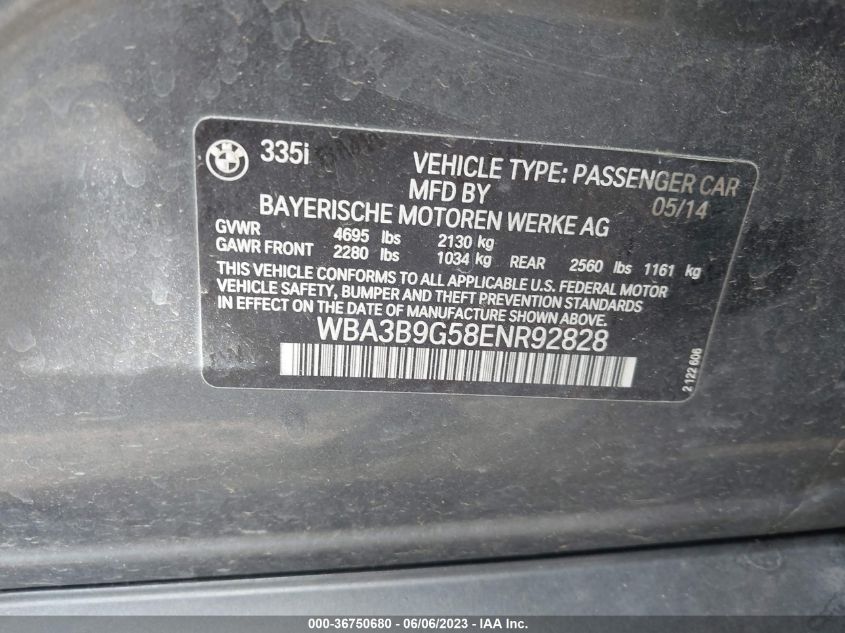 335i
VEHICLE TYPE: PASSENGER CAR
MFD BY 05/14
BAYERISCHE MOTOREN WERKE AG
GVWR 4695 lbs 2130 kg
GAWR FRONT 2280 lbs 1034 kg REAR 2560 lbs 1161 kg
THIS VEHICLE CONFORMS TO ALL APPLICABLE U.S. FEDERAL MOTOR
VEHICLE SAFETY, BUMPER AND THEFT PREVENTION STANDARDS
IN EFFECT ON THE DATE OF MANUFACTURE SHOWN ABOVE.
WBA3B9G58ENR92828
2 122 606
000-36750680 - 06/06/2023 - © IAA Inc.